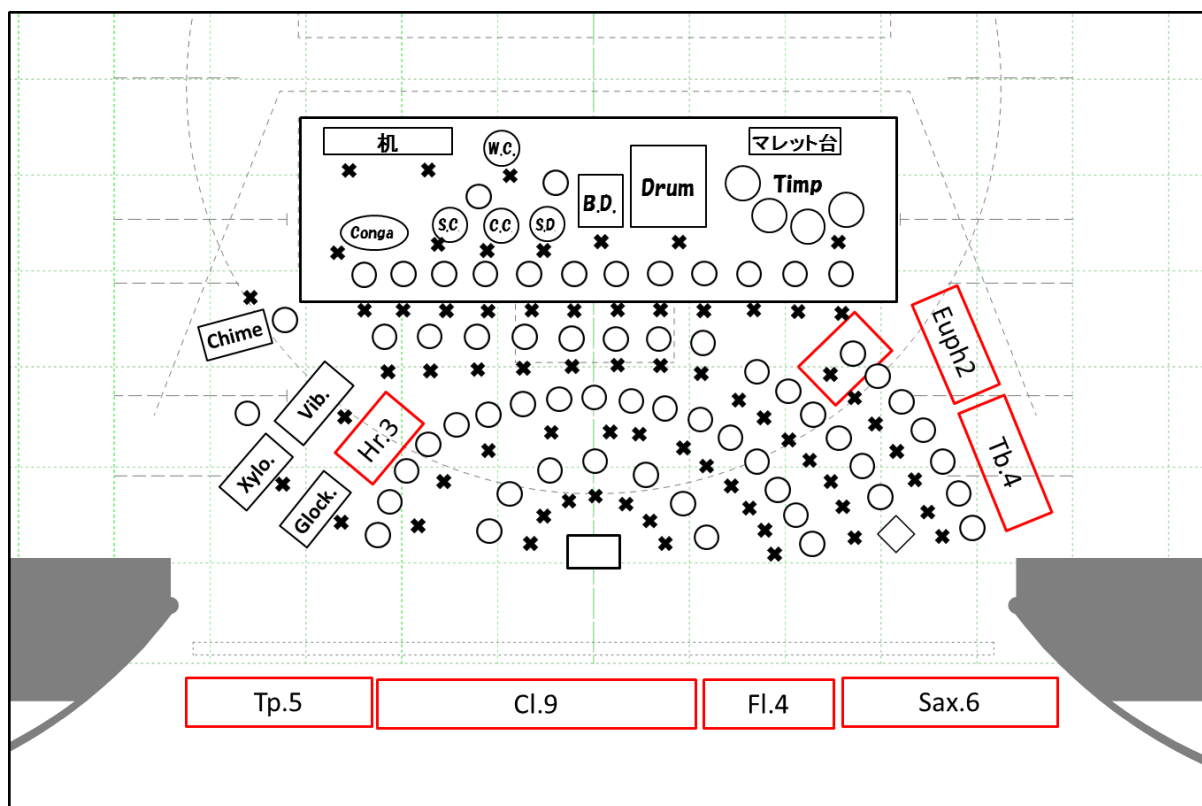 机
W.C.
マレット台
Drum
Timp
B.D.
S.C.
C.C
S.D
Conga
Chime
Euph2
Vib.
Hr.3
Xylo.
Tb.4
Glock.
Tp.5
Cl.9
Fl.4
Sax.6